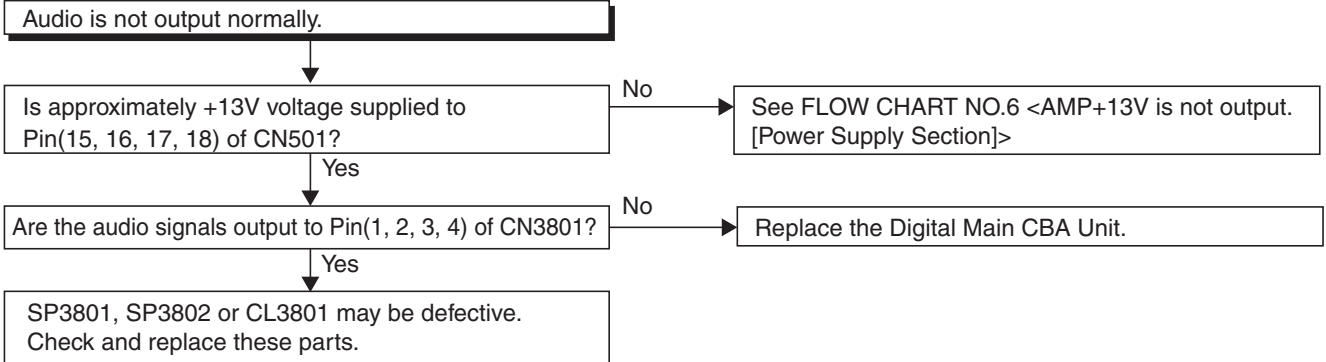 Audio is not output normally.
Is approximately +13V voltage supplied to
Pin(15, 16, 17, 18) of CN501?
No
See FLOW CHART NO.6 <AMP+13V is not output.
[Power Supply Section]>
Yes
Are the audio signals output to Pin(1, 2, 3, 4) of CN3801?
No
Replace the Digital Main CBA Unit.
Yes
SP3801, SP3802 or CL3801 may be defective.
Check and replace these parts.